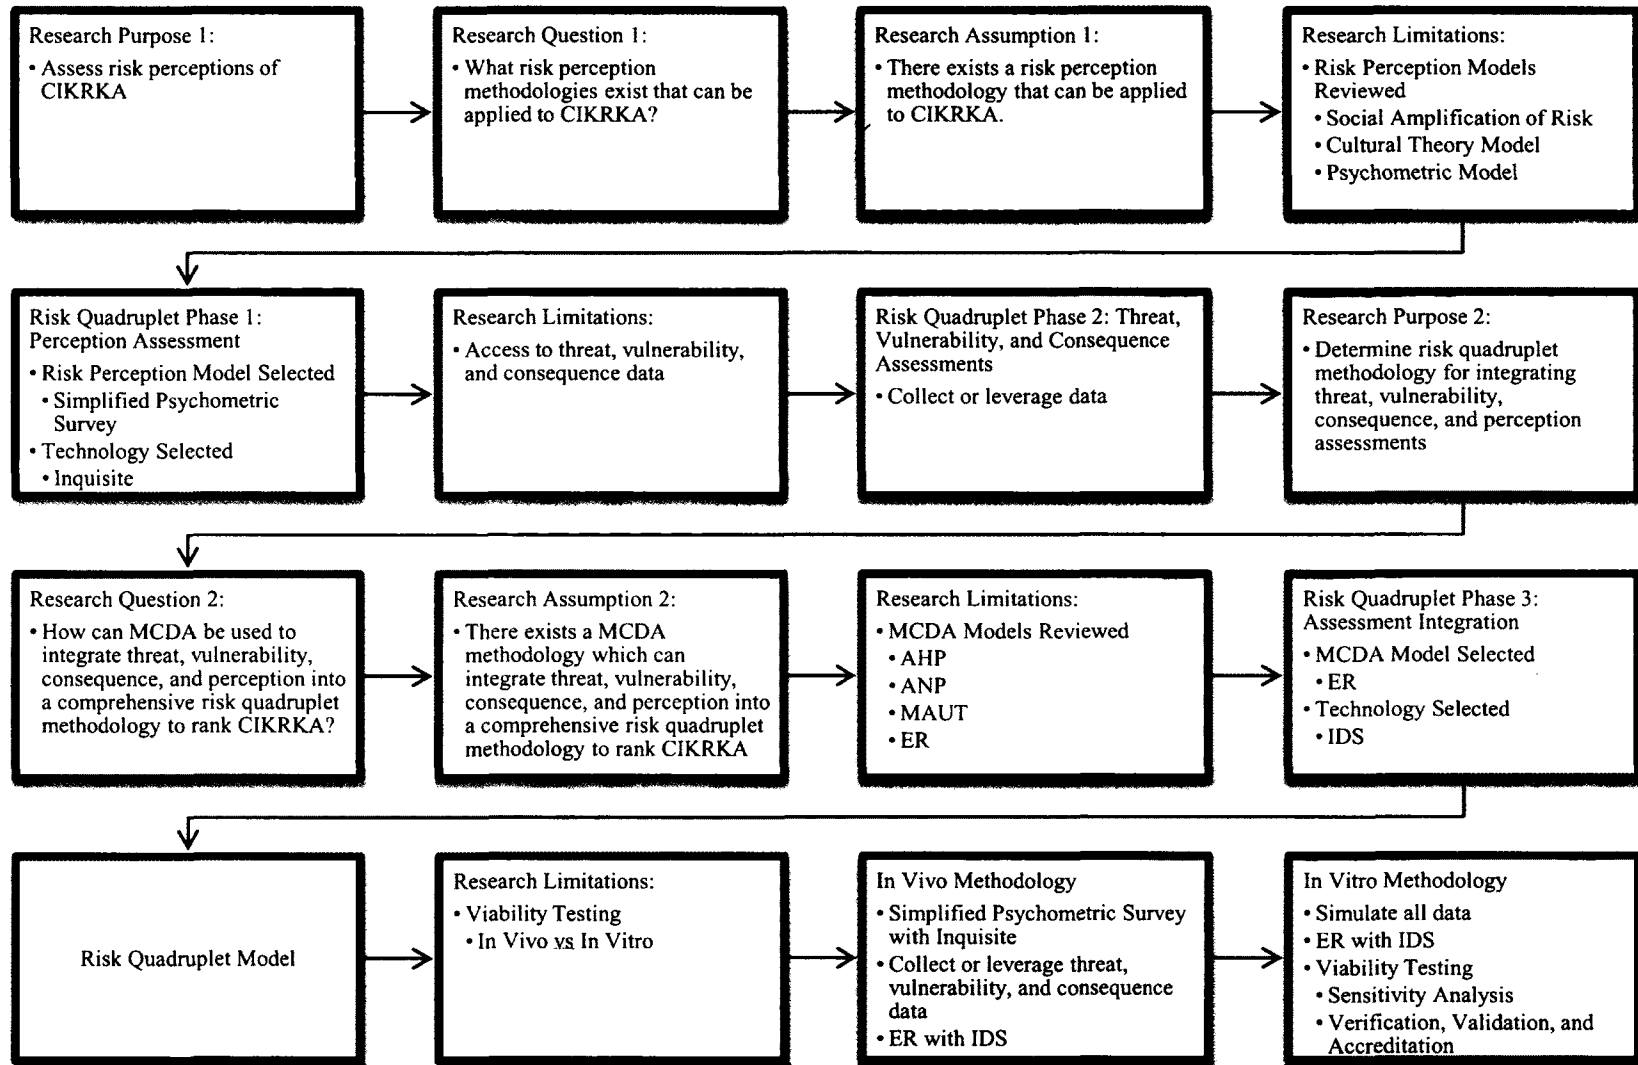 Research Purpose 1:
• Assess risk perceptions of
CIKRKA
Research Question 1:
• What risk perception
methodologies exist that can be
applied to CIKRKA?
Research Assumption 1:
• There exists a risk perception
methodology that can be applied
to CIKRKA.
Research Limitations:
• Risk Perception Models
Reviewed
• Social Amplification of Risk
• Cultural Theory Model
• Psychometric Model
Risk Quadruplet Phase 1:
Perception Assessment
• Risk Perception Model Selected
• Simplified Psychometric
Survey
• Technology Selected
• Inquisite
Research Limitations:
• Access to threat, vulnerability,
and consequence data
Risk Quadruplet Phase 2: Threat,
Vulnerability, and Consequence
Assessments
• Collect or leverage data
Research Purpose 2:
• Determine risk quadruplet
methodology for integrating
threat, vulnerability,
consequence, and perception
assessments
Research Question 2:
• How can MCDA be used to
integrate threat, vulnerability,
consequence, and perception into
a comprehensive risk quadruplet
methodology to rank CIKRKA?
Research Assumption 2:
• There exists a MCDA
methodology which can
integrate threat, vulnerability,
consequence, and perception into
a comprehensive risk quadruplet
methodology to rank CIKRKA
Research Limitations:
• MCDA Models Reviewed
• AHP
• ANP
• MAUT
• ER
Risk Quadruplet Phase 3:
Assessment Integration
• MCDA Model Selected
• ER
• Technology Selected
• IDS
Risk Quadruplet Model
Research Limitations:
• Viability Testing
• In Vivo vs In Vitro
In Vivo Methodology
• Simplified Psychometric Survey
with Inquisite
• Collect or leverage threat,
vulnerability, and consequence
data
• ER with IDS
In Vitro Methodology
• Simulate all data
• ER with IDS
• Viability Testing
• Sensitivity Analysis
• Verification, Validation, and
Accreditation